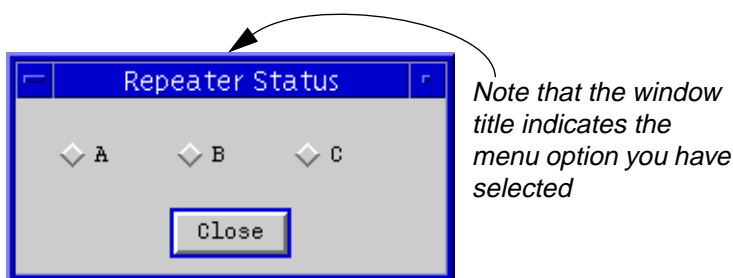 Repeater Status
A B C
Close
Note that the window
title indicates the
menu option you have
selected